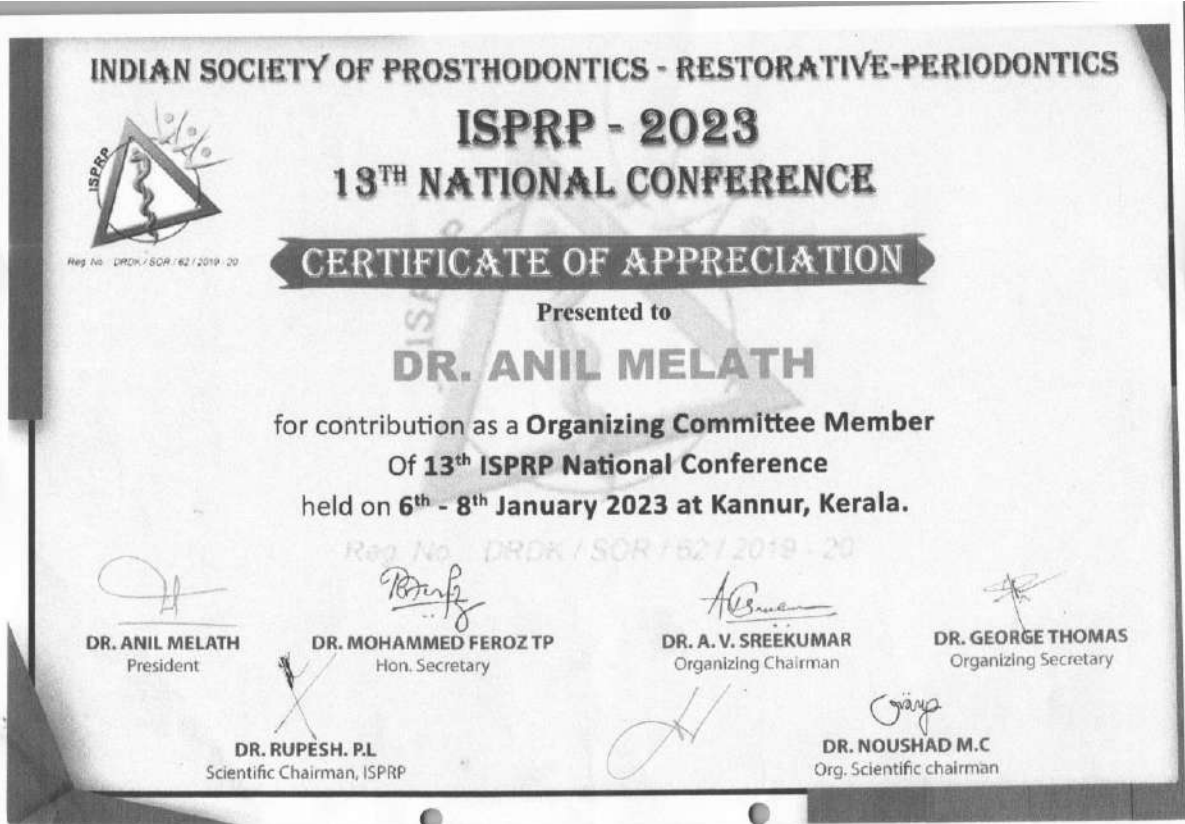 INDIAN SOCIETY OF PROSTHODONTICS - RESTORATIVE-PERIODONTICS
ISPRP - 2023
13TH NATIONAL CONFERENCE
ISPRP
Reg No : DRDK / SOR / 62 / 2019 - 20
CERTIFICATE OF APPRECIATION
Presented to
ISPRP
DR. ANIL MELATH
for contribution as a Organizing Committee Member
Of 13th ISPRP National Conference
held on 6th - 8th January 2023 at Kannur, Kerala.
Reg No : DRDK / SOR / 62 / 2019 - 20
DR. ANIL MELATH
President
DR. MOHAMMED FEROZ TP
Hon. Secretary
DR. A. V. SREEKUMAR
Organizing Chairman
DR. GEORGE THOMAS
Organizing Secretary
DR. RUPESH. P.L
Scientific Chairman, ISPRP
DR. NOUSHAD M.C
Org. Scientific chairman